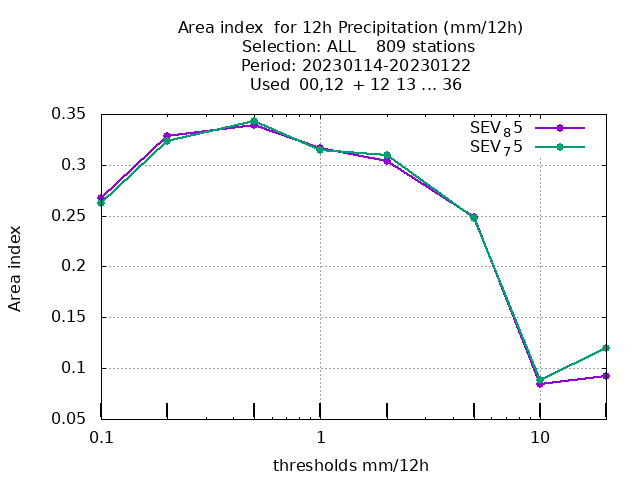 Area index  for 12h Precipitation (mm/12h)
Selection: ALL    809 stations
Period: 20230114-20230122
Used  00,12  + 12 13 ... 36
SEV₈5
SEV₇5
0.35
0.3
0.25
0.2
0.15
0.1
0.05
Area index
0.1 1 10
thresholds mm/12h